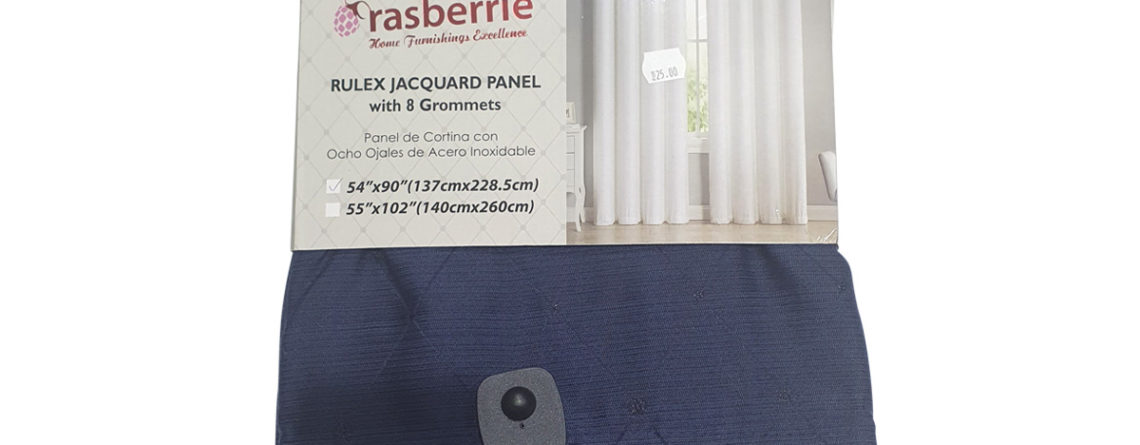 rasberrie
Home Furnishings Excellence
RULEX JACQUARD PANEL
with 8 Grommets
Panel de Cortina con
Ocho Ojales de Acero Inoxidable
54”x90”(137cmx228.5cm)
55”x102”(140cmx260cm)
$25.00